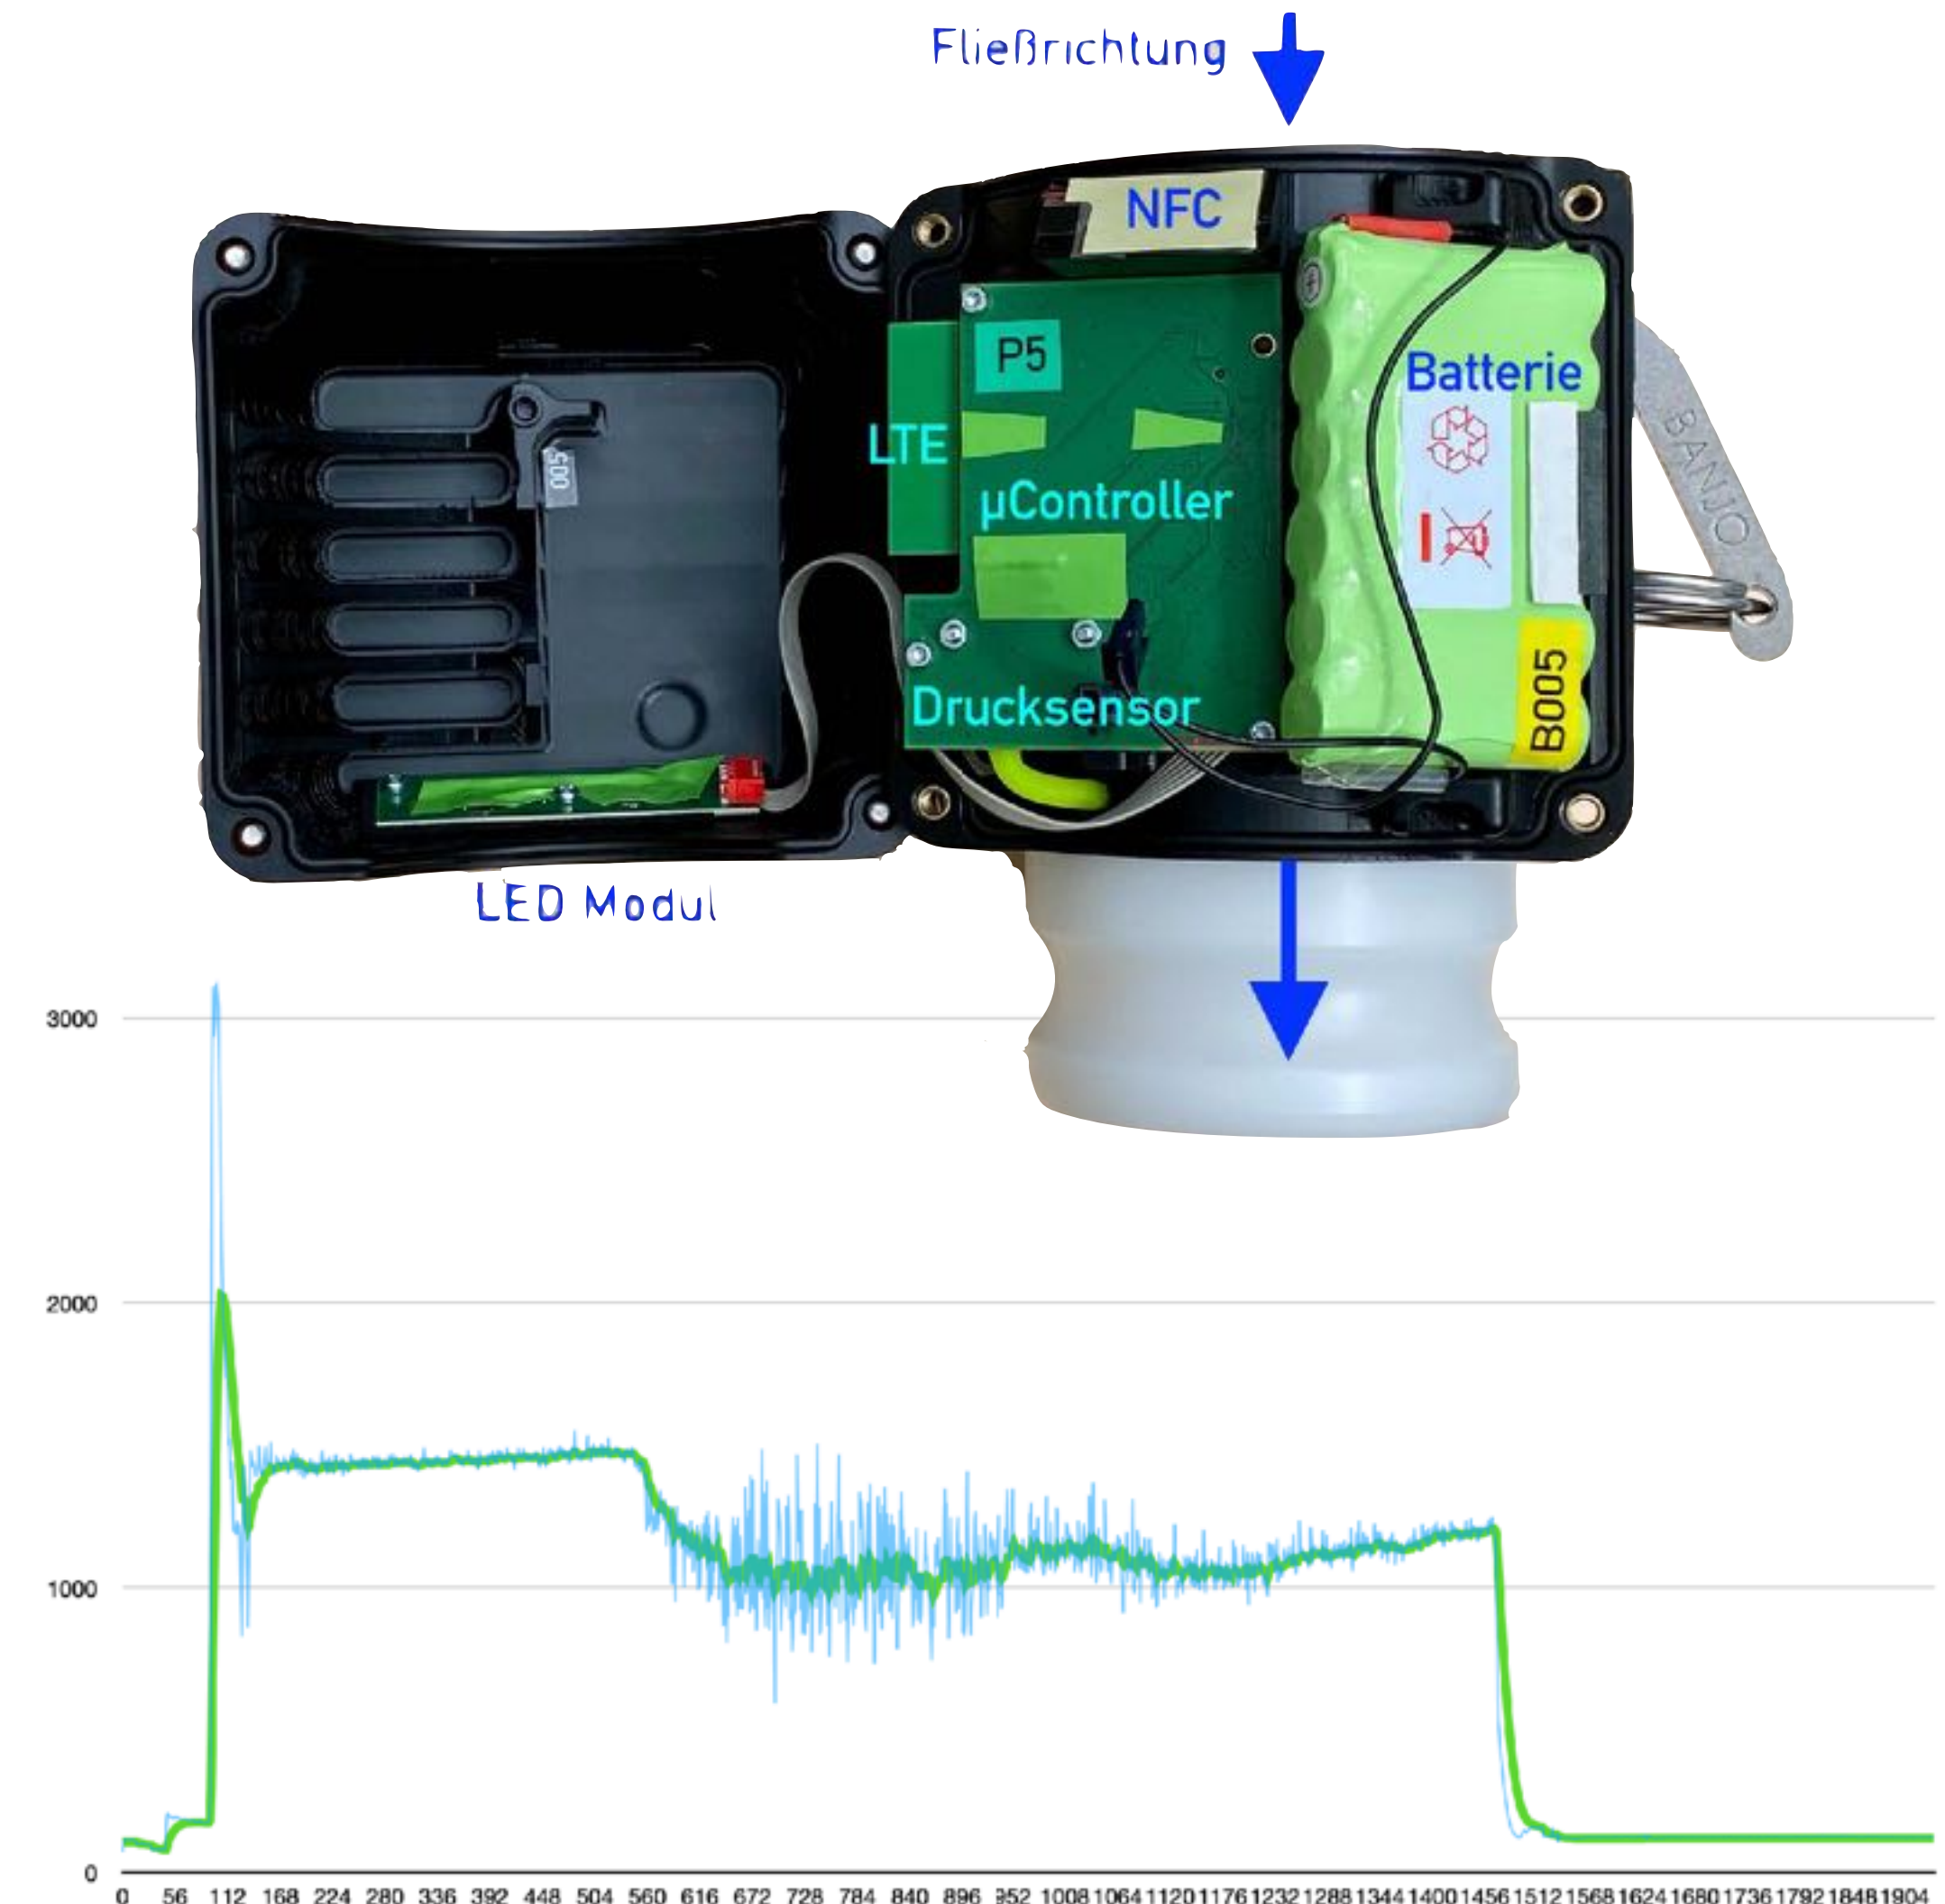 Fließrichtung
NFC
P5
Batterie
LTE
BANJO
005
µController
Drucksensor
B005
LED Modul
3000
2000
1000
0
0 56 112 168 224 280 336 392 448 504 560 616 672 728 784 840 896 952 1008 1064 1120 1176 1232 1288 1344 1400 1456 1512 1568 1624 1680 1736 1792 1848 1904